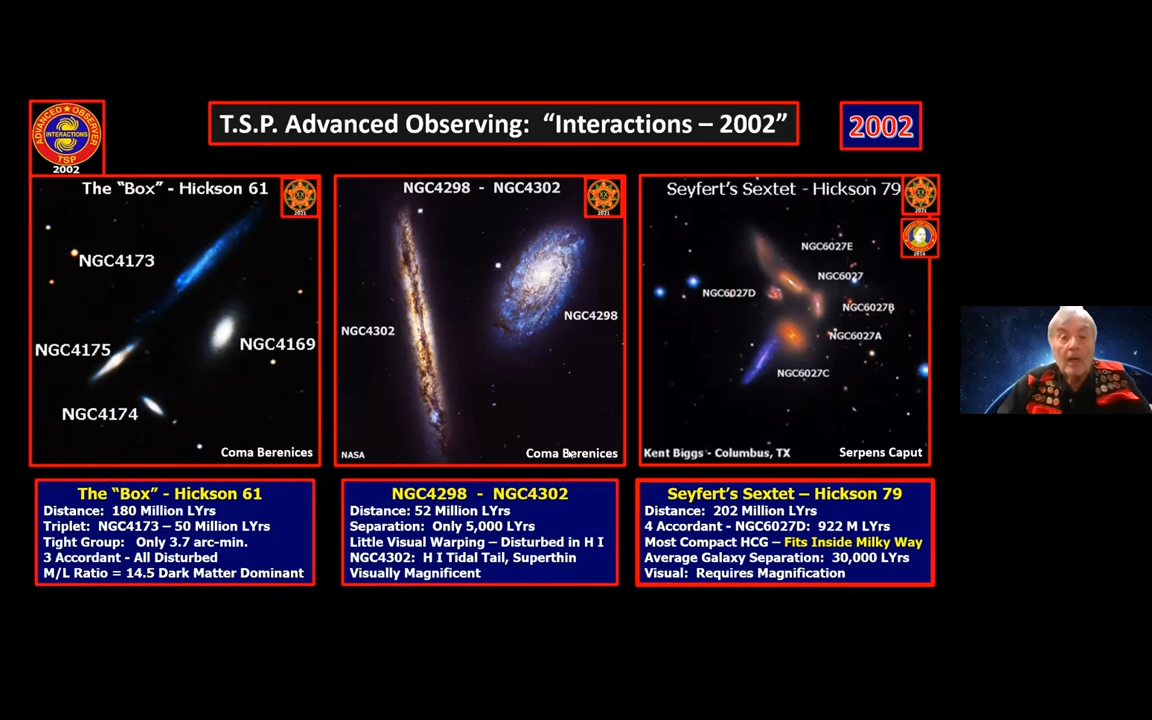 ADVANCED ★ OBSERVER
INTERACTIONS
TSP
2002
T.S.P. Advanced Observing: “Interactions – 2002”
2002
The “Box” - Hickson 61
2021
NGC4173
NGC4169
NGC4175
NGC4174
Coma Berenices
NGC4298 - NGC4302
2021
NGC4302
NGC4298
NASA
Coma Berenices
Seyfert’s Sextet - Hickson 79
2021
2016
NGC6027E
NGC6027
NGC6027D
NGC6027B
NGC6027A
NGC6027C
Kent Biggs - Columbus, TX
Serpens Caput
The “Box” - Hickson 61
Distance: 180 Million LYrs
Triplet: NGC4173 – 50 Million LYrs
Tight Group: Only 3.7 arc-min.
3 Accordant - All Disturbed
M/L Ratio = 14.5 Dark Matter Dominant
NGC4298 - NGC4302
Distance: 52 Million LYrs
Separation: Only 5,000 LYrs
Little Visual Warping – Disturbed in H I
NGC4302: H I Tidal Tail, Superthin
Visually Magnificent
Seyfert’s Sextet – Hickson 79
Distance: 202 Million LYrs
4 Accordant - NGC6027D: 922 M LYrs
Most Compact HCG – Fits Inside Milky Way
Average Galaxy Separation: 30,000 LYrs
Visual: Requires Magnification